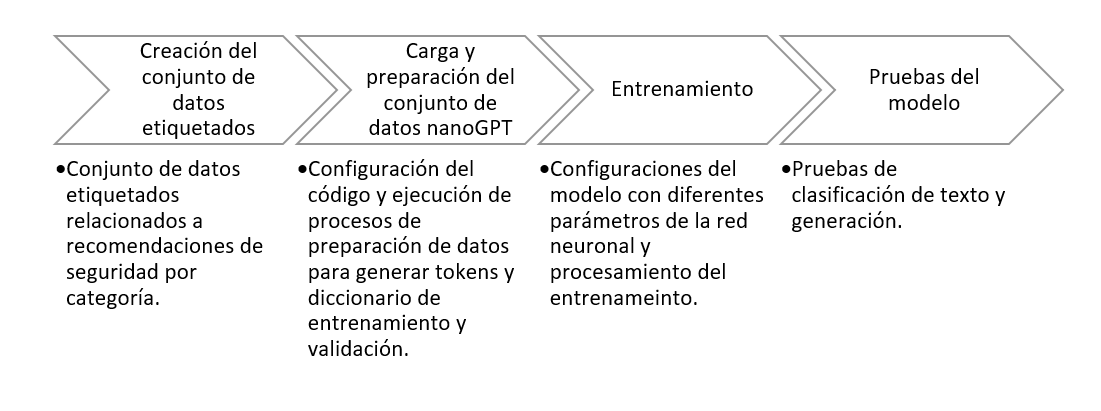 Creación del
conjunto de
datos
etiquetados
Carga y
preparación del
conjunto de
datos nanoGPT
Entrenamiento
Pruebas del
modelo
•Conjunto de datos
etiquetados
relacionados a
recomendaciones de
seguridad por
categoría.
•Configuración del
código y ejecución de
procesos de
preparación de datos
para generar tokens y
diccionario de
entrenamiento y
validación.
•Configuraciones del
modelo con diferentes
parámetros de la red
neuronal y
procesamiento del
entrenameinto.
•Pruebas de
clasificación de texto y
generación.